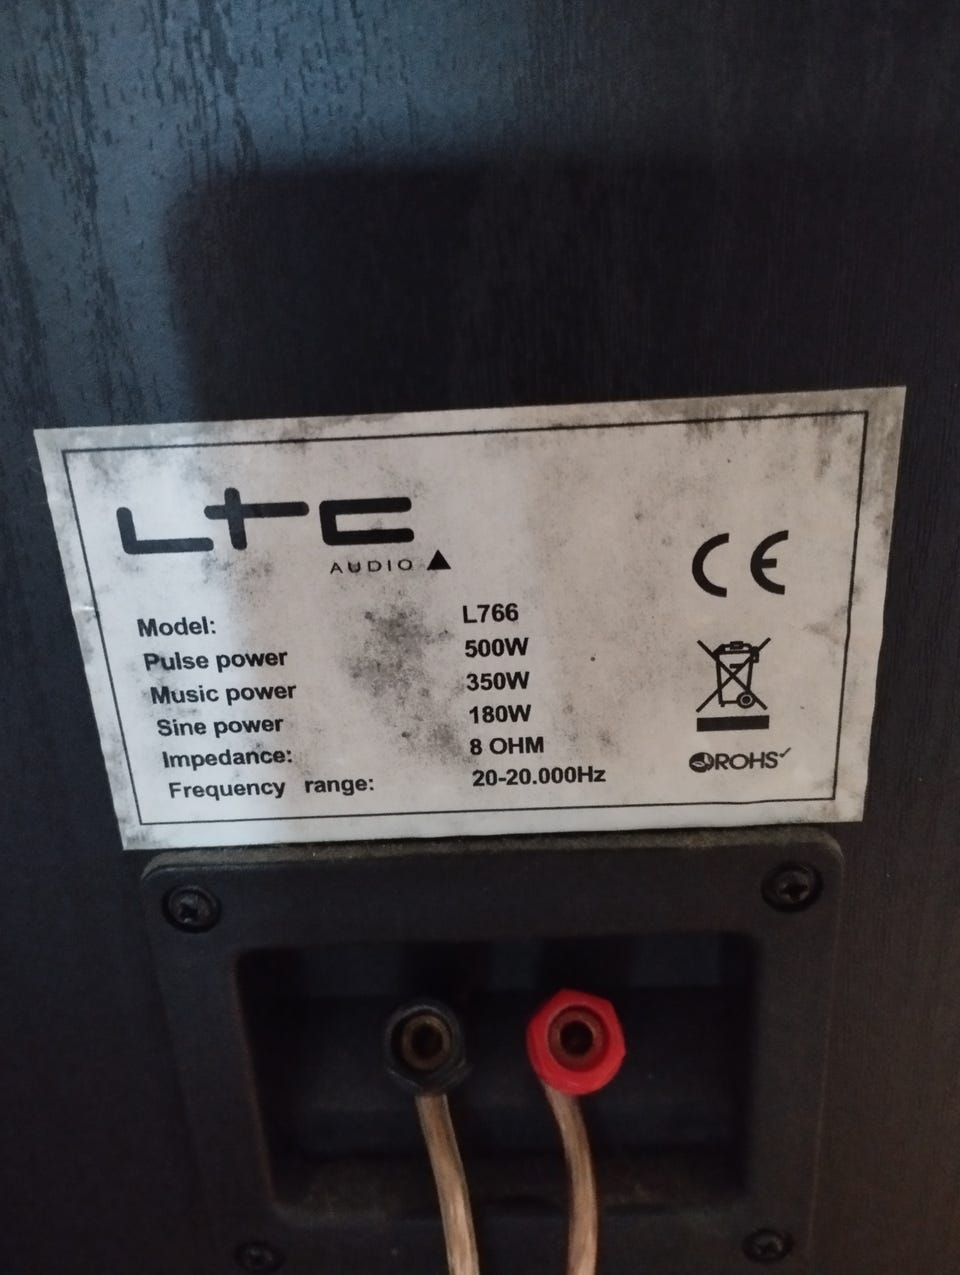 LTC
AUDIO
CE
Model: L766
Pulse power 500W
Music power 350W
Sine power 180W
Impedance: 8 OHM
Frequency range: 20-20.000Hz
ROHS